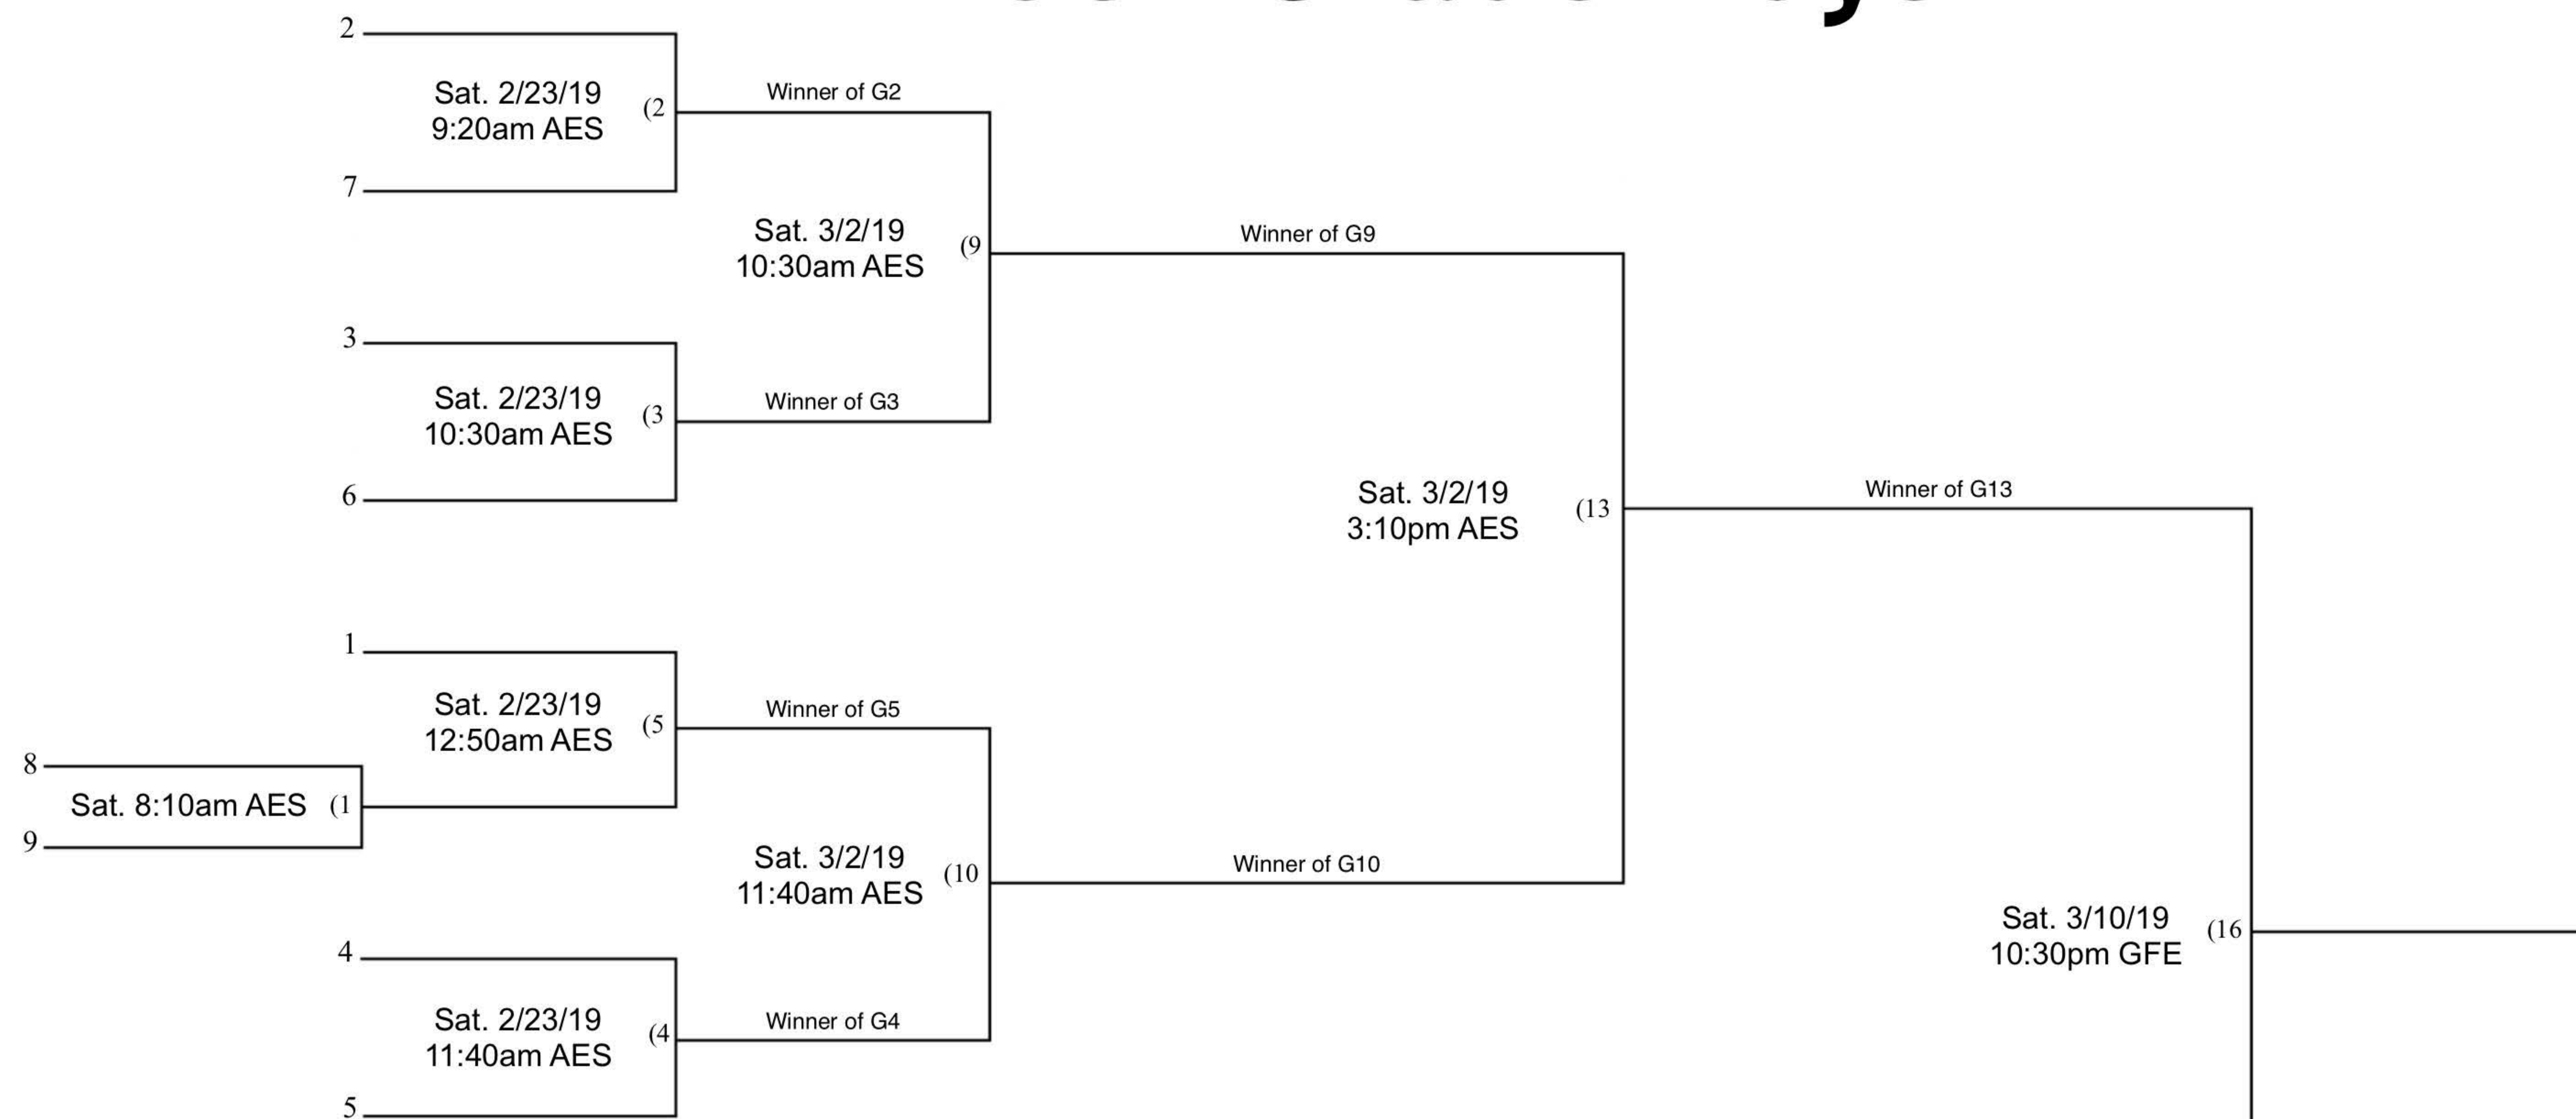 2
Sat. 2/23/19
9:20am AES
(2
7
Winner of G2
Sat. 3/2/19
10:30am AES
(9
3
Sat. 2/23/19
10:30am AES
(3
6
Winner of G3
Winner of G9
Sat. 3/2/19
3:10pm AES
(13
Winner of G13
1
Sat. 2/23/19
12:50am AES
(5
8
Sat. 8:10am AES (1
9
Winner of G5
Sat. 3/2/19
11:40am AES
(10
Winner of G10
4
Sat. 2/23/19
11:40am AES
(4
5
Winner of G4
Sat. 3/10/19
10:30pm GFE
(16